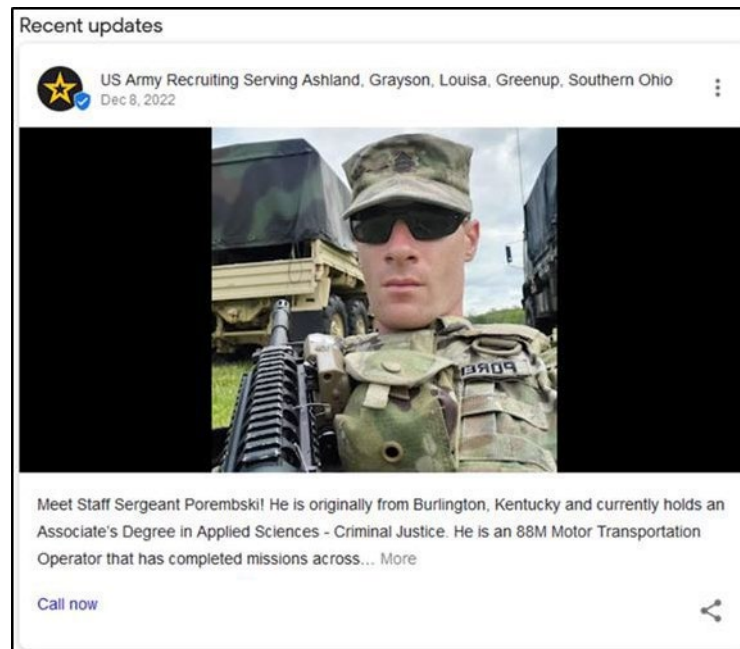 Recent updates
US Army Recruiting Serving Ashland, Grayson, Louisa, Greenup, Southern Ohio
Dec 8, 2022
POREM
Meet Staff Sergeant Porembski! He is originally from Burlington, Kentucky and currently holds an
Associate's Degree in Applied Sciences - Criminal Justice. He is an 88M Motor Transportation
Operator that has completed missions across... More
Call now